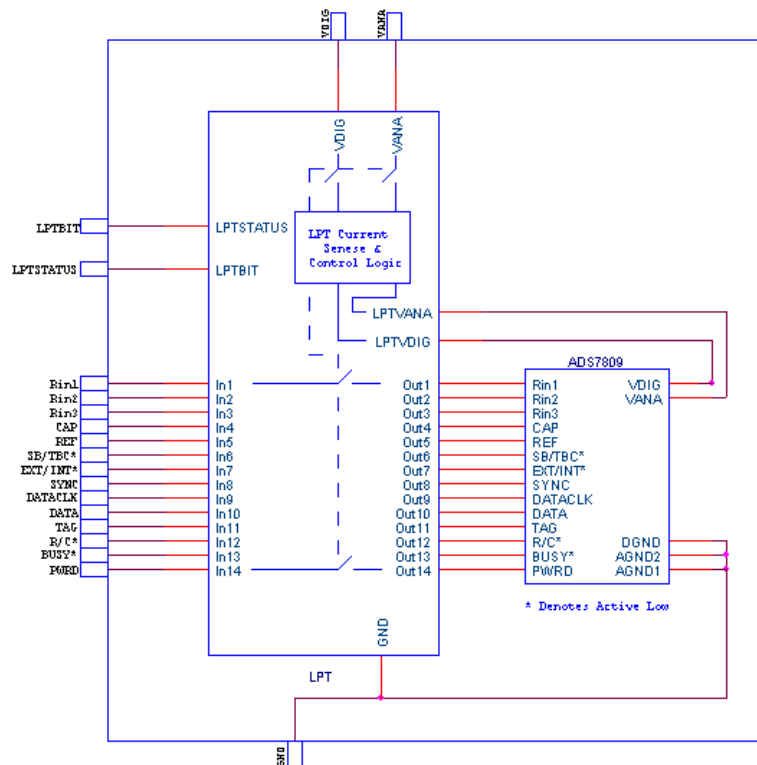 VDIG
VANA
VDIG
VANA
LPTBIT
LPTSTATUS
LPTSTATUS
LPTBIT
LPT Current
Senese &
Control Logic
LPTVANA
LPTVDIG
ADS7809
Rin1 In1 Out1 Rin1 VDIG
Rin2 In2 Out2 Rin2 VANA
Rin3 In3 Out3 Rin3
CAP In4 Out4 CAP
REF In5 Out5 REF
SB/TBC* In6 Out6 SB/TBC*
EXT/INT* In7 Out7 EXT/INT*
SYNC In8 Out8 SYNC
DATACLK In9 Out9 DATACLK
DATA In10 Out10 DATA
TAG In11 Out11 TAG
R/C* In12 Out12 R/C* DGND
BUSY* In13 Out13 BUSY* AGND2
PWRD In14 Out14 PWRD AGND1
* Denotes Active Low
GND
LPT
GND